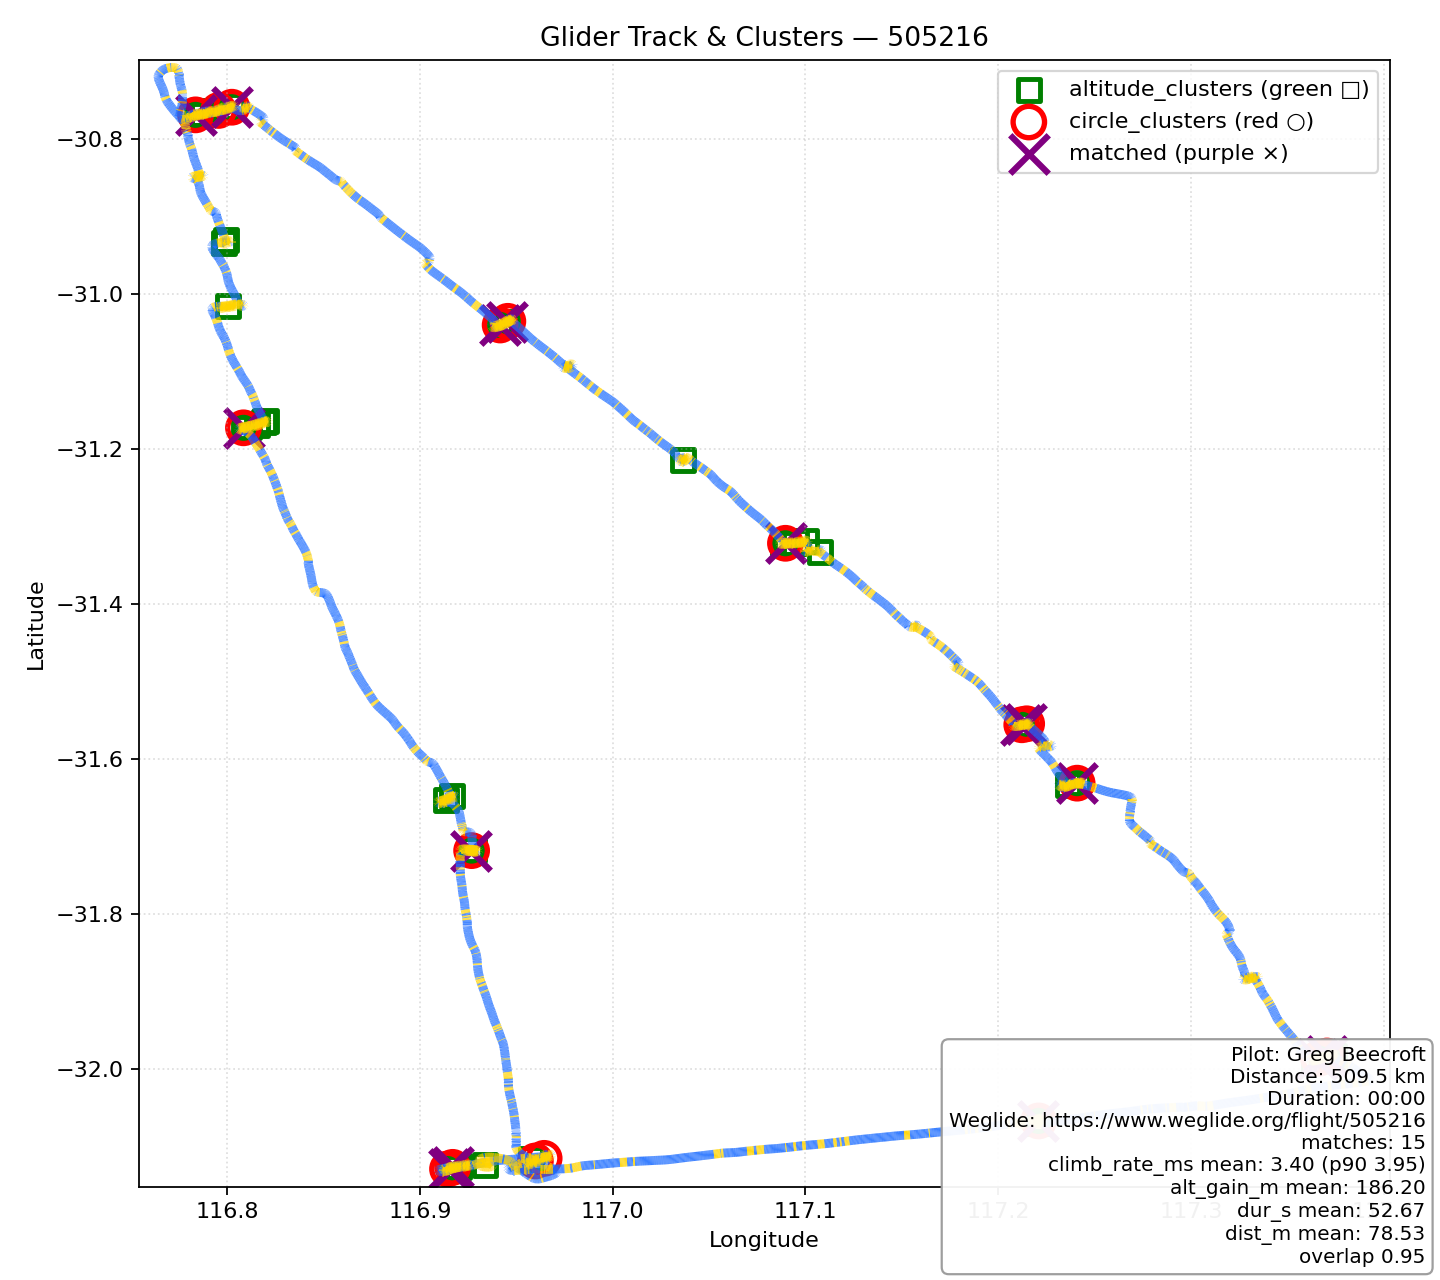 Glider Track & Clusters — 505216
altitude_clusters (green □)
circle_clusters (red ○)
matched (purple ×)
−30.8
−31.0
−31.2
−31.4
−31.6
−31.8
−32.0
Latitude
116.8
116.9
117.0
117.1
117.2
117.3
Longitude
Pilot: Greg Beecroft
Distance: 509.5 km
Duration: 00:00
Weglide: https://www.weglide.org/flight/505216
matches: 15
climb_rate_ms mean: 3.40 (p90 3.95)
alt_gain_m mean: 186.20
dur_s mean: 52.67
dist_m mean: 78.53
overlap 0.95